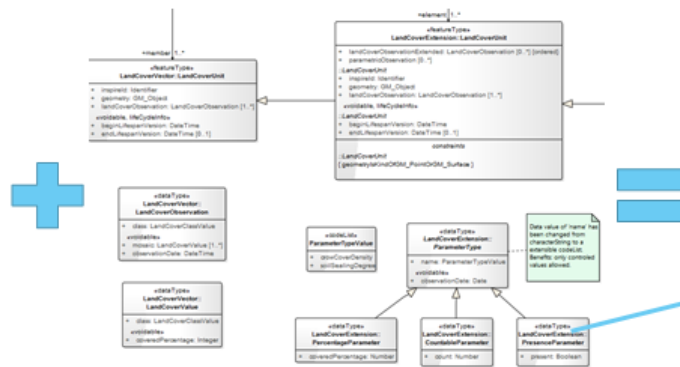 +member 1..*
«featureType»
LandCoverVector::LandCoverUnit
+ inspireId: Identifier
+ geometry: GM_Object
+ landCoverObservation: LandCoverObservation [1..*]
«voidable, lifeCycleInfo»
+ beginLifespanVersion: DateTime
+ endLifespanVersion: DateTime [0..1]
+element 1..*
«featureType»
LandCoverExtension::LandCoverUnit
+ landCoverObservationExtended: LandCoverObservation [0..*] {ordered}
+ parametricObservation [0..*]
::LandCoverUnit
+ inspireId: Identifier
+ geometry: GM_Object
+ landCoverObservation: LandCoverObservation [1..*]
«voidable, lifeCycleInfo»
::LandCoverUnit
+ beginLifespanVersion: DateTime
+ endLifespanVersion: DateTime [0..1]
constraints
::LandCoverUnit
{geometryIsKindOfGM_PointOrGM_Surface}
«dataType»
LandCoverVector::
LandCoverObservation
+ class: LandCoverClassValue
«voidable»
+ mosaic: LandCoverValue [1..*]
+ observationDate: DateTime
«dataType»
LandCoverVector::
LandCoverValue
+ class: LandCoverClassValue
«voidable»
+ coveredPercentage: Integer
«codeList»
ParameterTypeValue
+ crowCoverDensity
+ soilSealingDegree
«dataType»
LandCoverExtension::
ParameterType
+ name: ParameterTypeValue
«voidable»
+ observationDate: Date
Data value of 'name' has
been changed from
characterString to a
extensible codeList.
Benefits: only controled
values allowed.
«dataType»
LandCoverExtension::
PercentageParameter
+ coveredPercentage: Number
«dataType»
LandCoverExtension::
CountableParameter
+ count: Number
«dataType»
LandCoverExtension::
PresenceParameter
+ present: Boolean